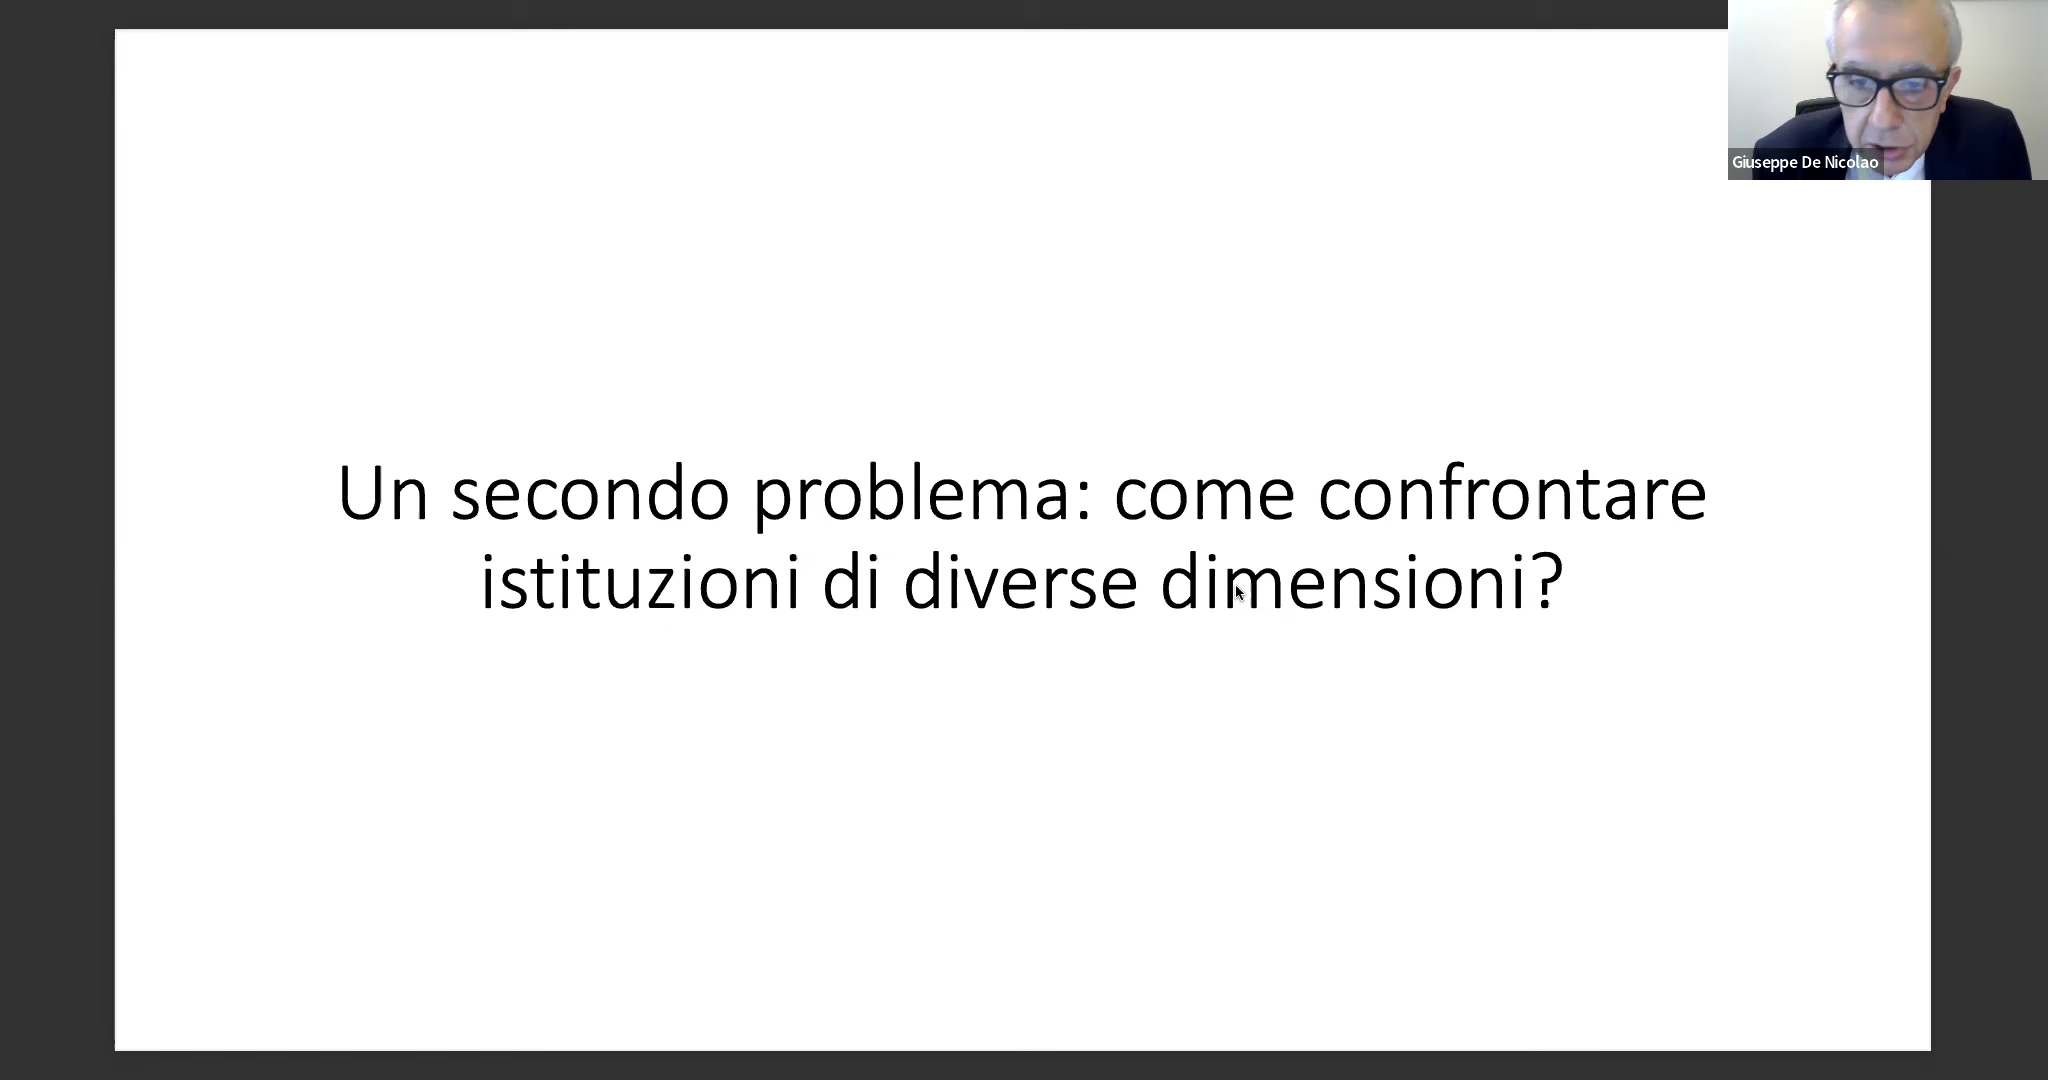 Giuseppe De Nicolao
Un secondo problema: come confrontare
istituzioni di diverse dimensioni?